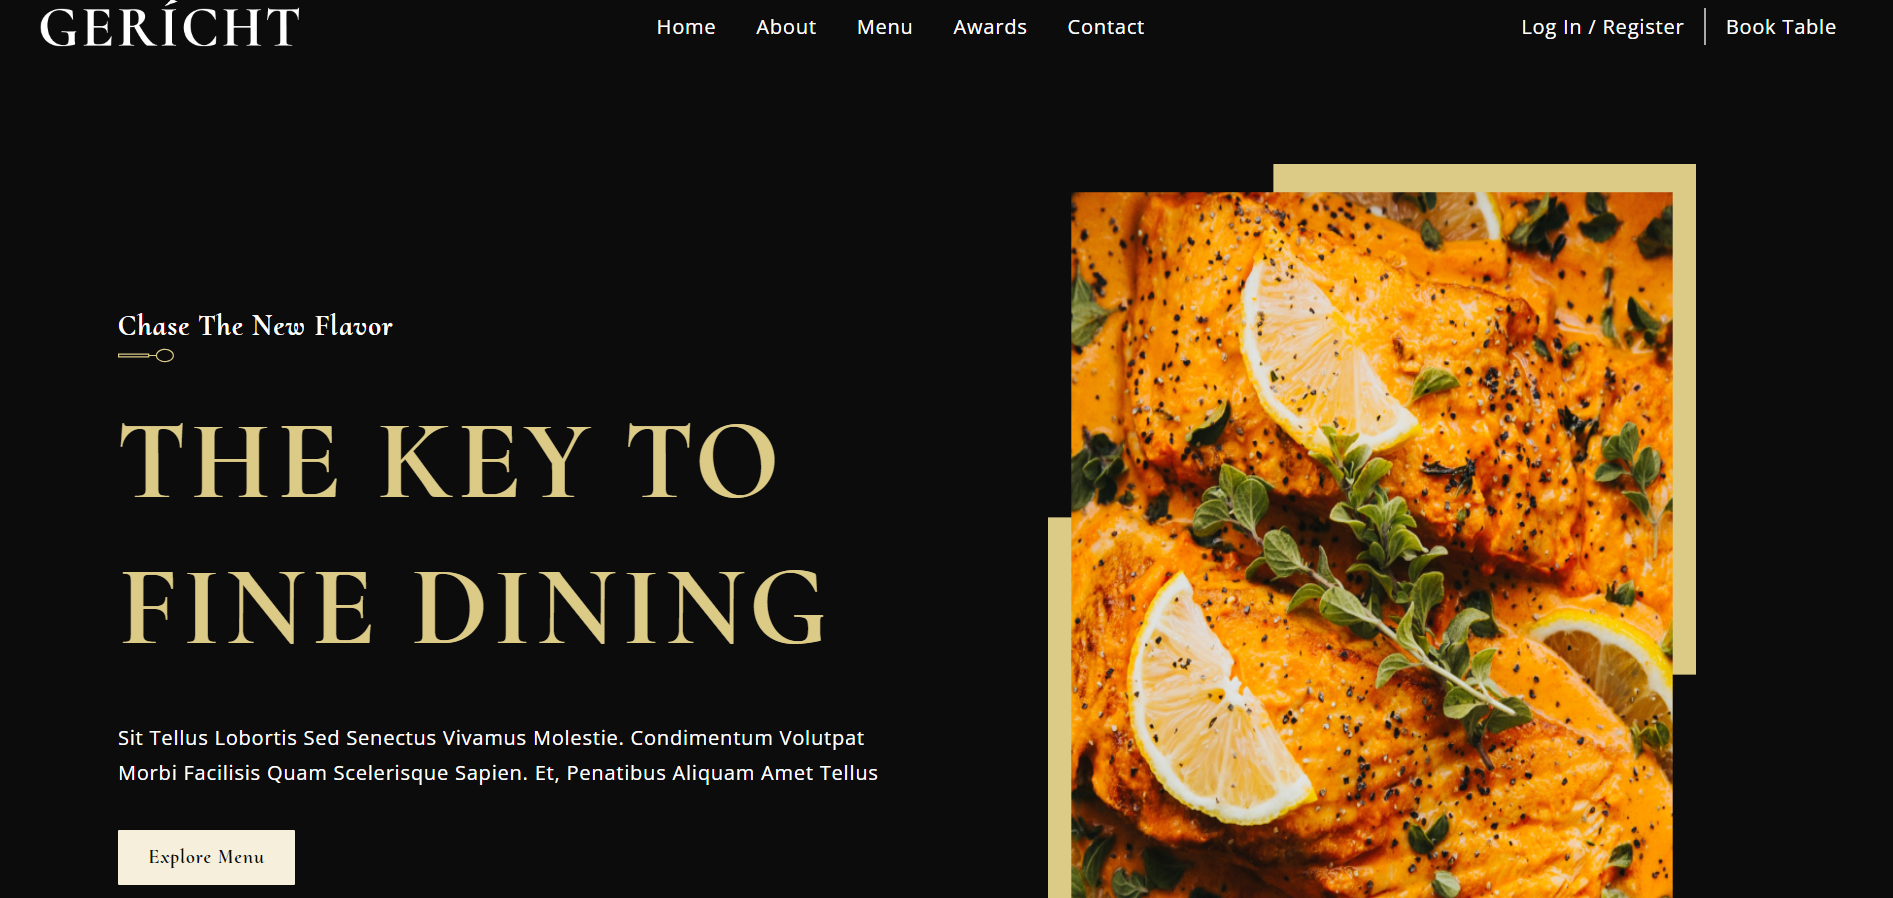 GERÍCHT
Home About Menu Awards Contact
Log In / Register Book Table
Chase The New Flavor
THE KEY TO
FINE DINING
Sit Tellus Lobortis Sed Senectus Vivamus Molestie. Condimentum Volutpat
Morbi Facilisis Quam Scelerisque Sapien. Et, Penatibus Aliquam Amet Tellus
Explore Menu